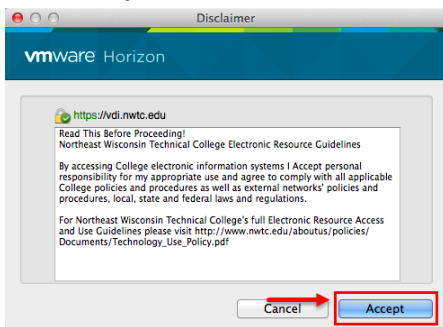 Disclaimer
vmware Horizon
https://vdi.nwtc.edu
Read This Before Proceeding!
Northeast Wisconsin Technical College Electronic Resource Guidelines
By accessing College electronic information systems I Accept personal
responsibility for my appropriate use and agree to comply with all applicable
College policies and procedures as well as external networks' policies and
procedures, local, state and federal laws and regulations.
For Northeast Wisconsin Technical College's full Electronic Resource Access
and Use Guidelines please visit http://www.nwtc.edu/aboutus/policies/
Documents/Technology_Use_Policy.pdf
Cancel Accept